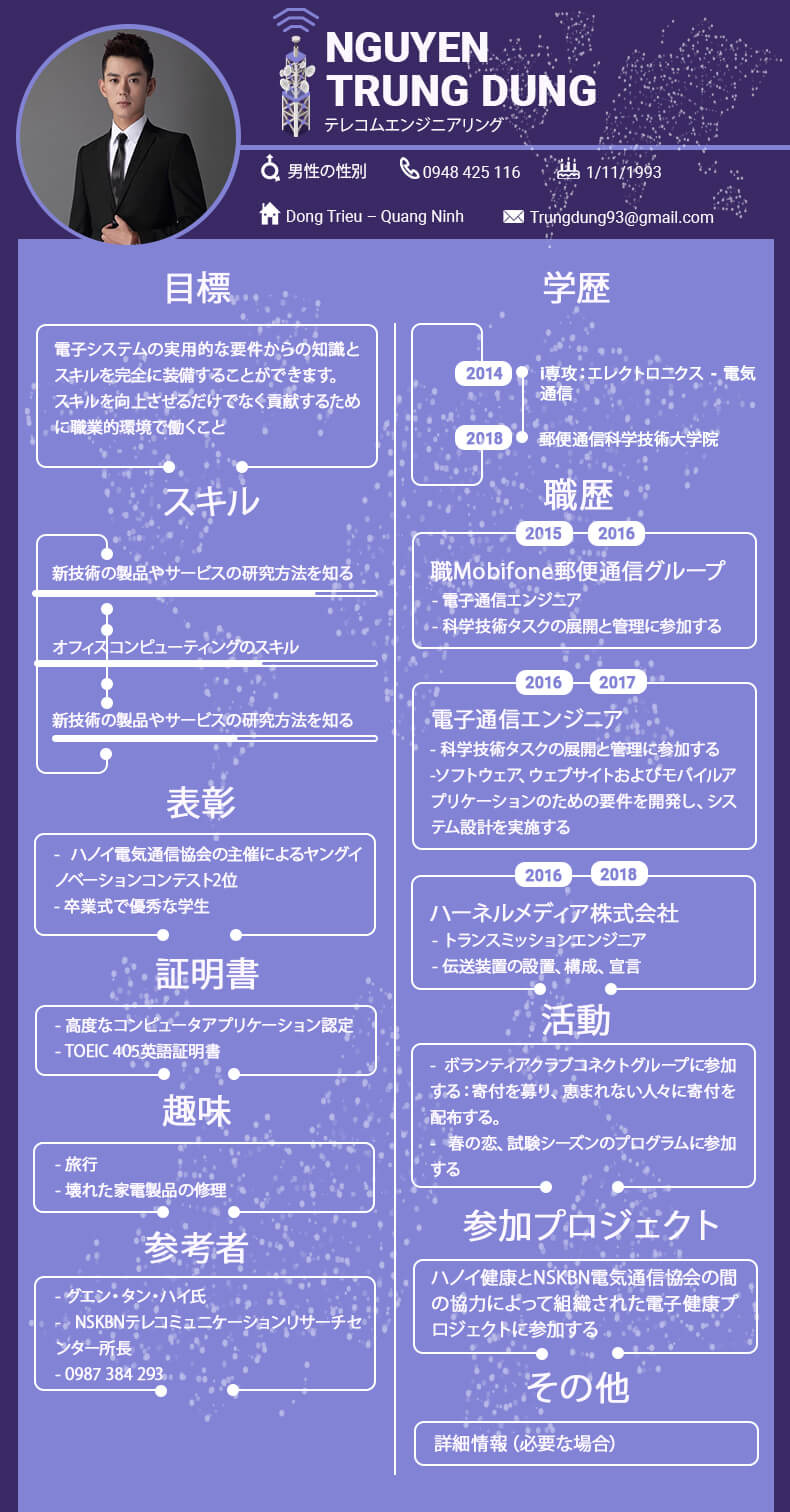 NGUYEN
TRUNG DUNG
テレコムエンジニアリング
男性の性別
0948 425 116
1/11/1993
Dong Trieu – Quang Ninh
Trungdung93@gmail.com
目標
電子システムの実用的な要件からの知識と
スキルを完全に装備することができます。
スキルを向上させるだけでなく貢献するため
に職業的環境で働くこと
スキル
新技術の製品やサービスの研究方法を知る
オフィスコンピューティングのスキル
新技術の製品やサービスの研究方法を知る
表彰
- ハノイ電気通信協会の主催によるヤングイ
ノベーションコンテスト2位
- 卒業式で優秀な学生
証明書
- 高度なコンピュータアプリケーション認定
- TOEIC 405英語証明書
趣味
- 旅行
- 壊れた家電製品の修理
参考者
- グエン・タン・ハイ氏
- NSKBNテレコミュニケーションリサーチセ
ンター所長
- 0987 384 293
学歴
2014
i専攻：エレクトロニクス - 電気
通信
2018
郵便通信科学技術大学院
職歴
2015 2016
職Mobifone郵便通信グループ
- 電子通信エンジニア
- 科学技術タスクの展開と管理に参加する
2016 2017
電子通信エンジニア
- 科学技術タスクの展開と管理に参加する
-ソフトウェア、ウェブサイトおよびモバイルア
プリケーションのための要件を開発し、シス
テム設計を実施する
2016 2018
ハーネルメディア株式会社
- トランスミッションエンジニア
- 伝送装置の設置、構成、宣言
活動
- ボランティアクラブコネクトグループに参加
する：寄付を募り、恵まれない人々に寄付を
配布する。
- 春の恋、試験シーズンのプログラムに参加
する
参加プロジェクト
ハノイ健康とNSKBN電気通信協会の間
の協力によって組織された電子健康プ
ロジェクトに参加する
その他
詳細情報（必要な場合）